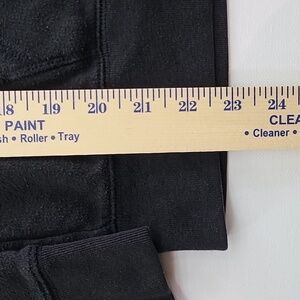 18 19 20 21 22 23 24
PAINT CLEA
sh • Roller • Tray • Cleaner •